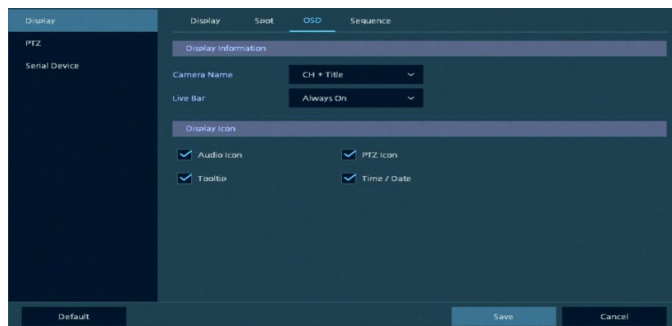 Display
PTZ
Serial Device
Display Spot OSD Sequence
Display Information
Camera Name CH + Title
Live Bar Always On
Display Icon
Audio Icon PTZ Icon
Tooltip Time / Date
Default Save Cancel